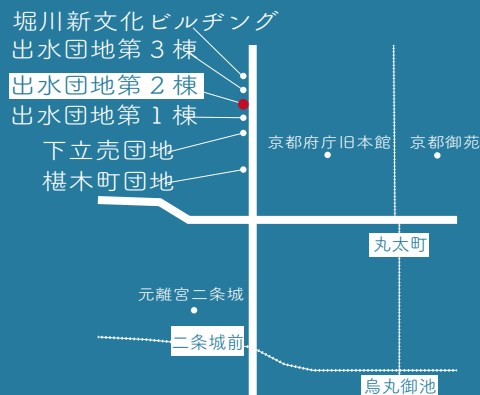 堀川新文化ビルヂング
出水団地第３棟
出水団地第２棟
出水団地第１棟
下立売団地
椹木町団地
京都府庁旧本館
京都御苑
丸太町
元離宮二条城
二条城前
烏丸御池